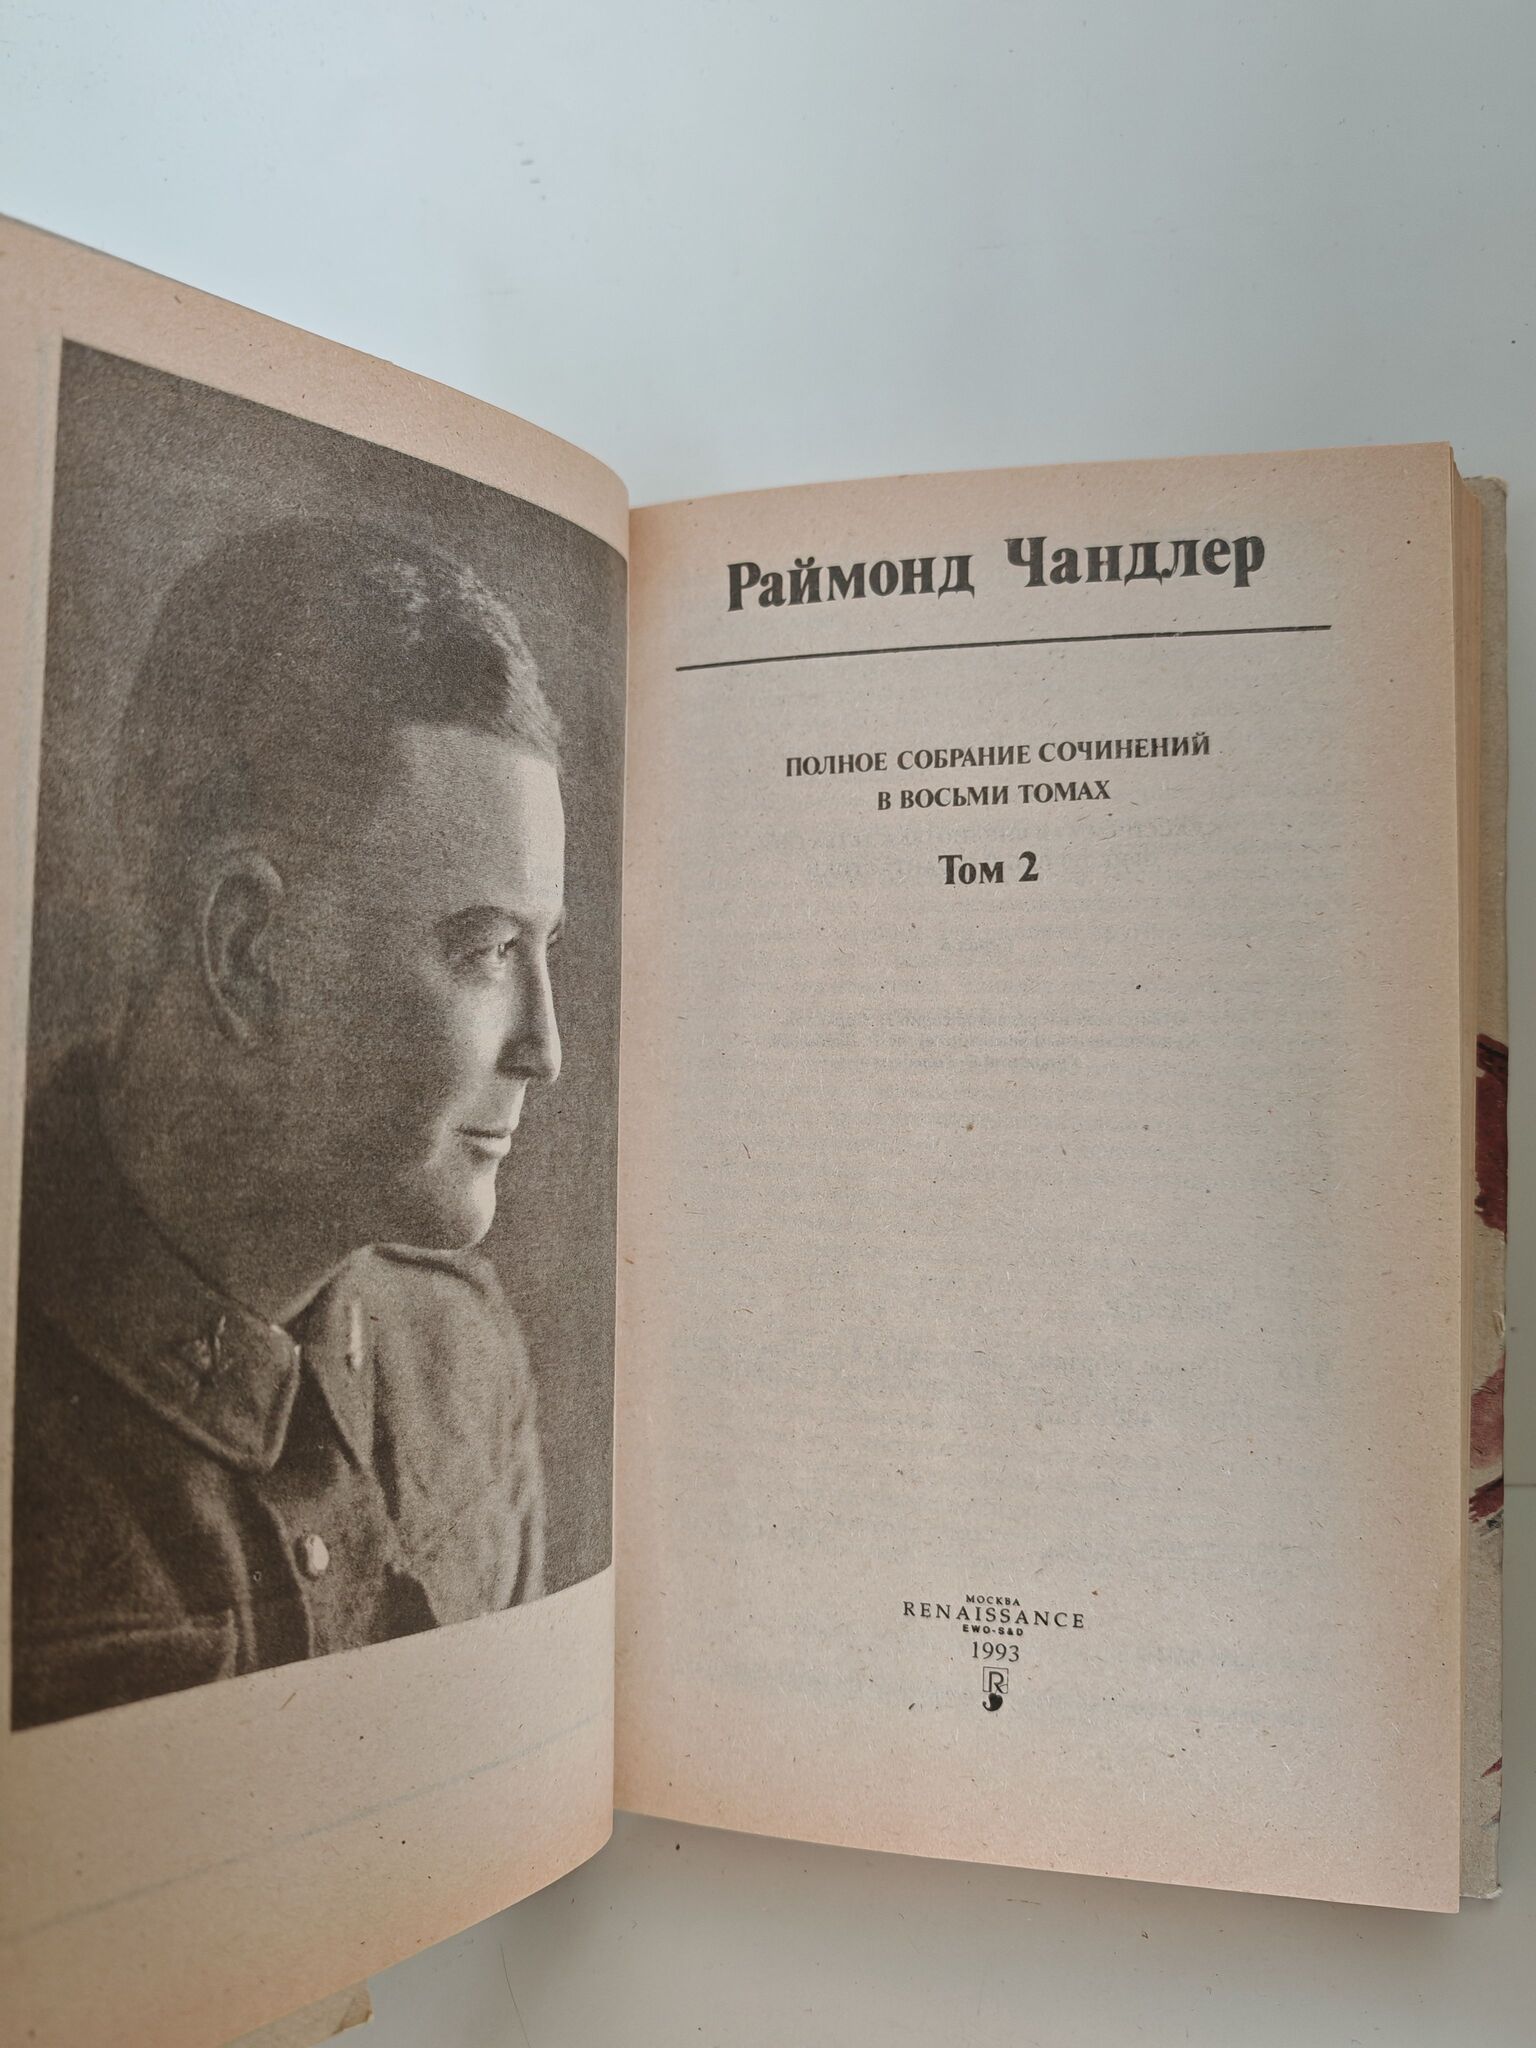 Раймонд Чандлер
ПОЛНОЕ СОБРАНИЕ СОЧИНЕНИЙ
В ВОСЬМИ ТОМАХ
Том 2
МОСКВА
RENAISSANCE
EWO-S&D
1993
R